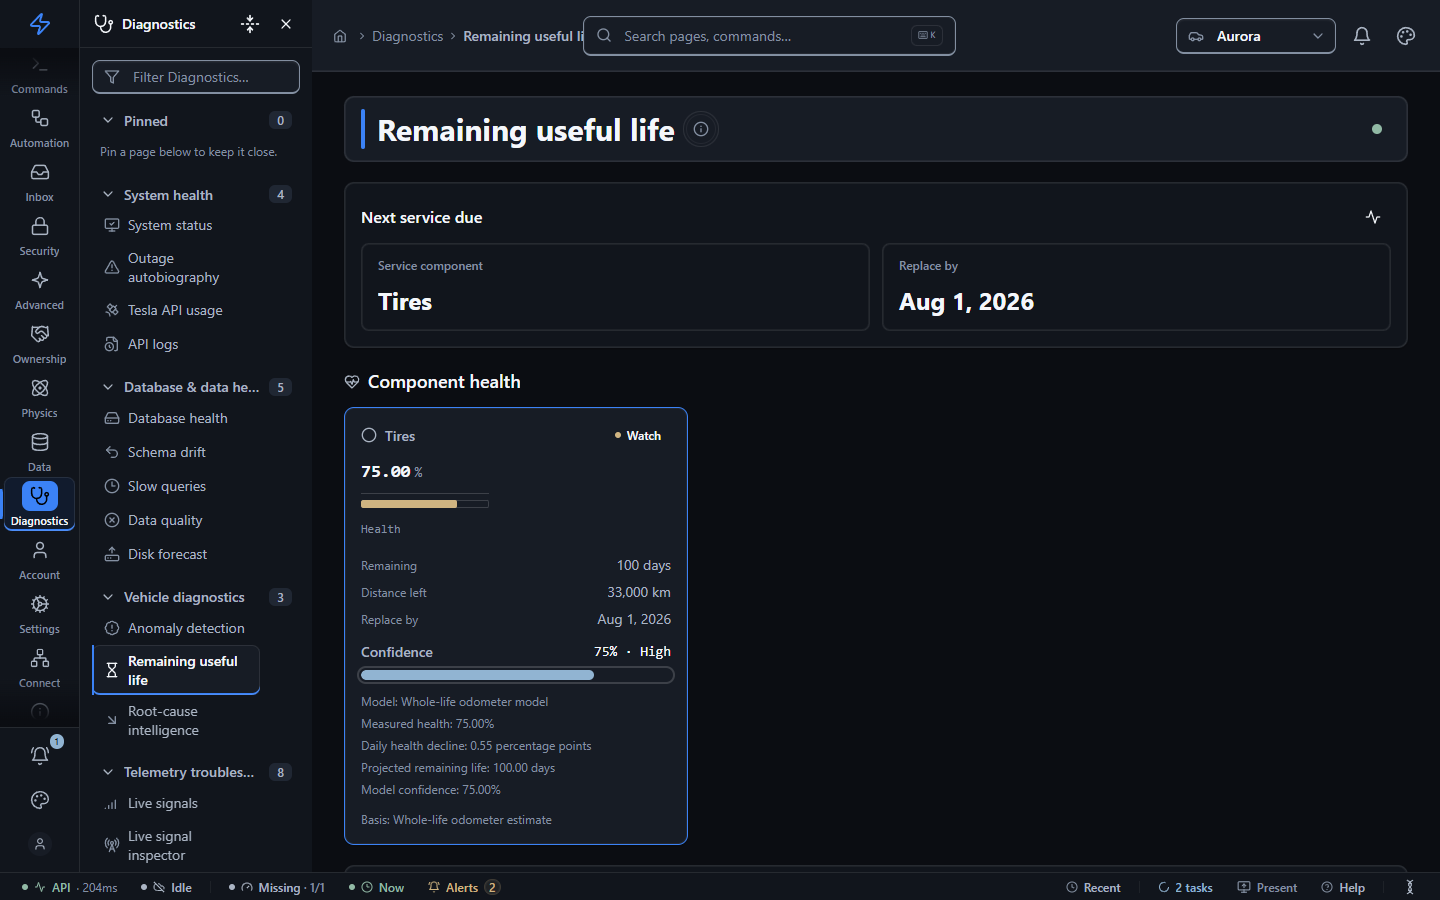 Diagnostics
Diagnostics
Remaining useful li
Search pages, commands...
K
Aurora
Commands
Automation
Inbox
Security
Advanced
Ownership
Physics
Data
Diagnostics
Account
Settings
Connect
1
Filter Diagnostics...
Pinned
0
Pin a page below to keep it close.
System health
4
System status
Outage
autobiography
Tesla API usage
API logs
Database & data he...
5
Database health
Schema drift
Slow queries
Data quality
Disk forecast
Vehicle diagnostics
3
Anomaly detection
Remaining useful
life
Root-cause
intelligence
Telemetry troubles...
8
Live signals
Live signal
inspector
Remaining useful life
Next service due
Service component
Tires
Replace by
Aug 1, 2026
Component health
Tires
Watch
75.00 %
Health
Remaining 100 days
Distance left 33,000 km
Replace by Aug 1, 2026
Confidence 75% · High
Model: Whole-life odometer model
Measured health: 75.00%
Daily health decline: 0.55 percentage points
Projected remaining life: 100.00 days
Model confidence: 75.00%
Basis: Whole-life odometer estimate
API · 204ms
Idle
Missing · 1/1
Now
Alerts 2
Recent
2 tasks
Present
Help